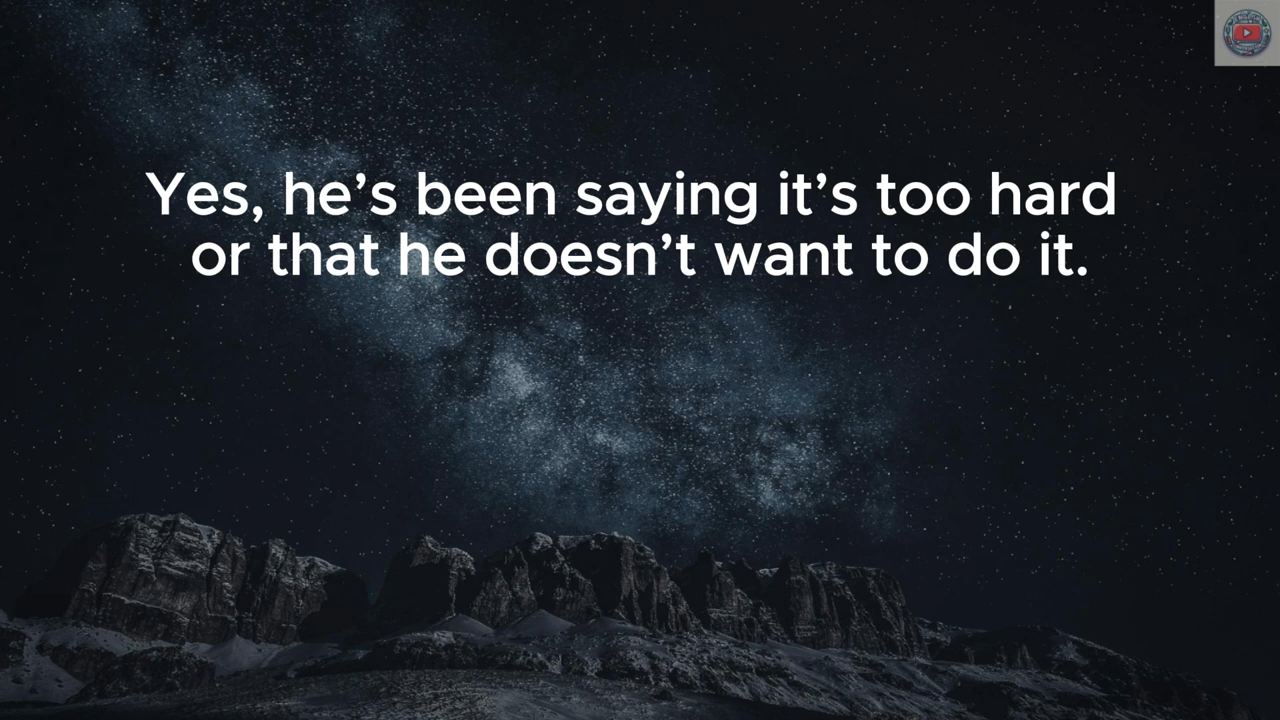 Yes, he’s been saying it’s too hard
or that he doesn’t want to do it.